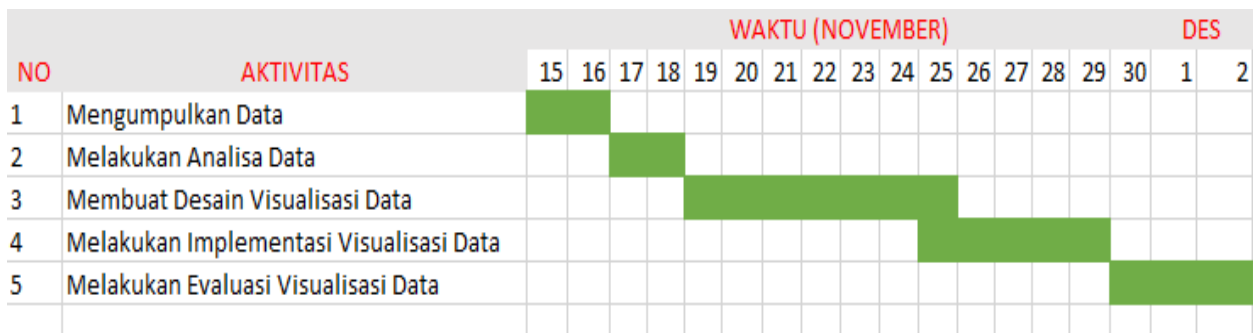 WAKTU (NOVEMBER) DES
NO AKTIVITAS 15 16 17 18 19 20 21 22 23 24 25 26 27 28 29 30 1 2
1 Mengumpulkan Data
2 Melakukan Analisa Data
3 Membuat Desain Visualisasi Data
4 Melakukan Implementasi Visualisasi Data
5 Melakukan Evaluasi Visualisasi Data